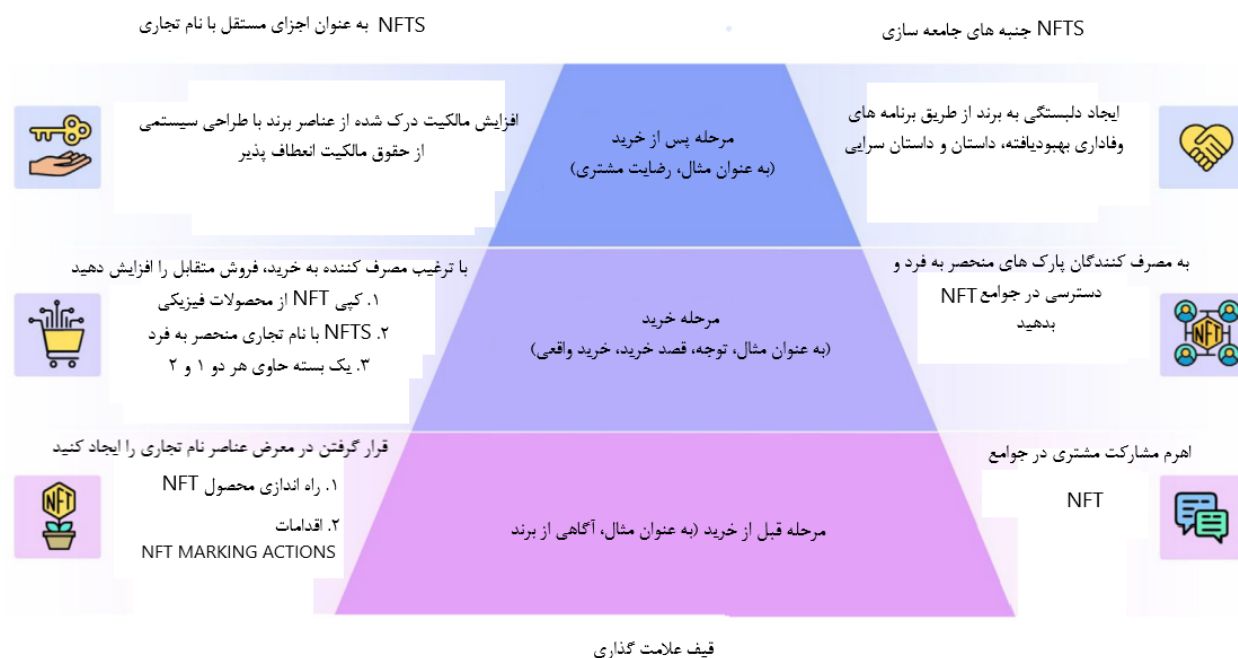 NFTS جنبه های جامعه سازی
NFTS به عنوان اجزای مستقل با نام تجاری
ایجاد دلبستگی به برند از طریق برنامه های
وفاداری بهبودیافته، داستان و داستان سرایی
مرحله پس از خرید
(به عنوان مثال، رضایت مشتری)
افزایش مالکیت درک شده از عناصر برند با طراحی سیستمی
از حقوق مالکیت انعطاف پذیر
به مصرف کنندگان پارک های منحصر به فرد و
دسترسی در جوامع NFT
بدهید
مرحله خرید
(به عنوان مثال، توجه، قصد خرید، خرید واقعی)
با ترغیب مصرف کننده به خرید، فروش متقابل را افزایش دهید
۱. کپی NFT از محصولات فیزیکی
۲. NFTS با نام تجاری منحصر به فرد
۳. یک بسته حاوی هر دو ۱ و ۲
NFT
اهرم مشارکت مشتری در جوامع
NFT
مرحله قبل از خرید (به عنوان مثال، آگاهی از برند
قرار گرفتن در معرض عناصر نام تجاری را ایجاد کنید
۱. راه اندازی محصول NFT
۲. اقدامات
NFT MARKING ACTIONS
NFT
قیف علامت گذاری